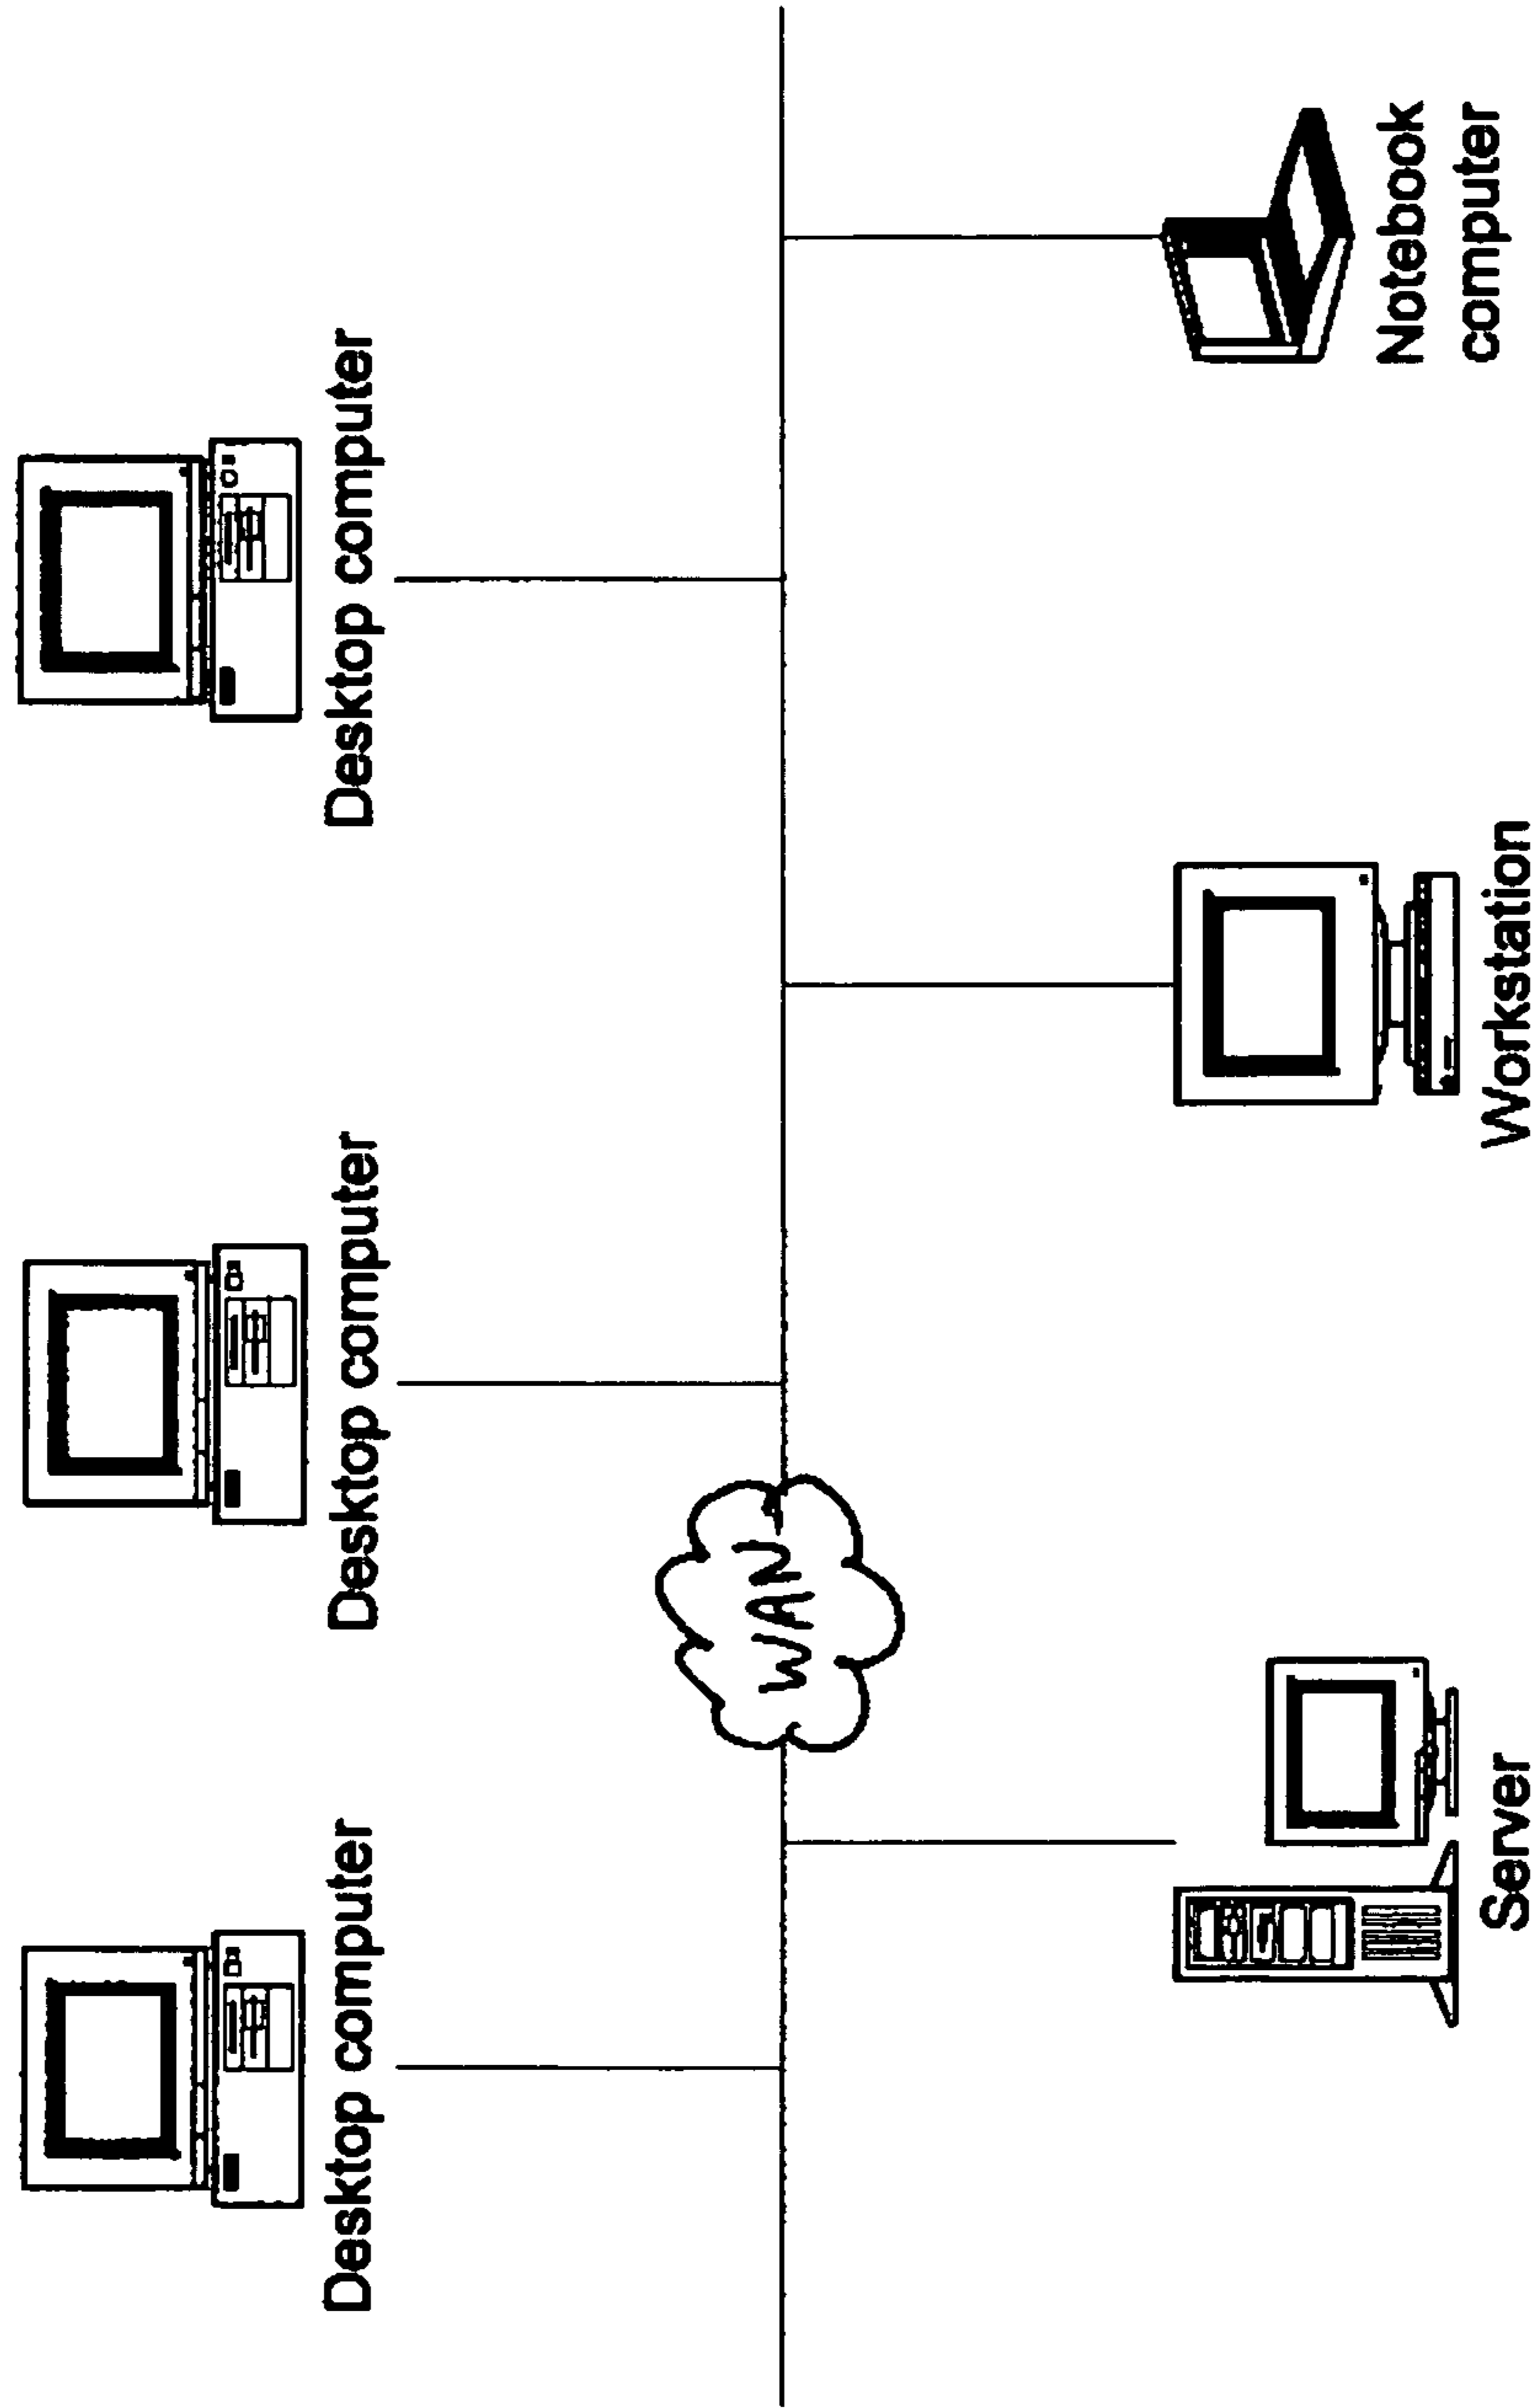 Desktop computer
Desktop computer
Desktop computer
WAN
Server
Workstation
Notebook
computer